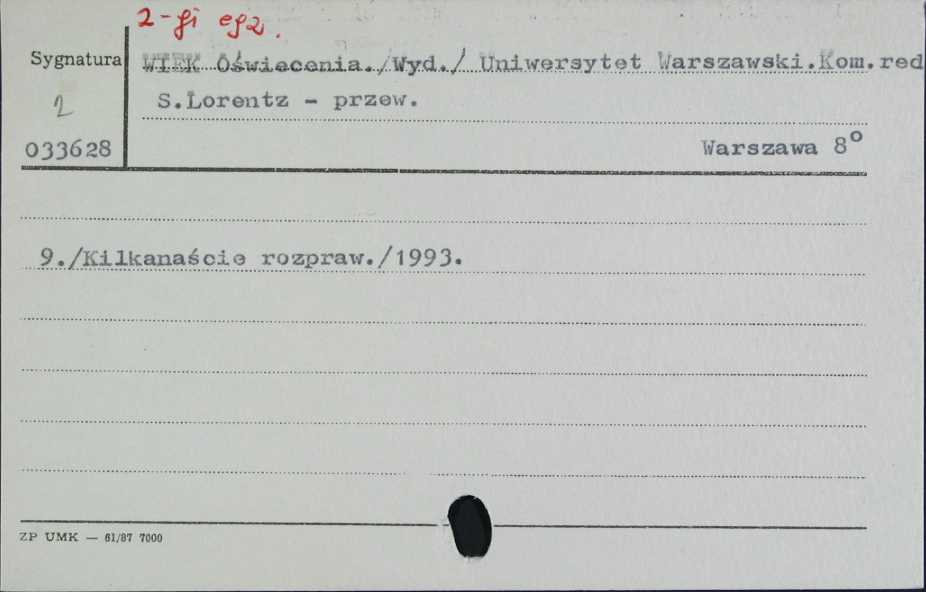 2-gi egz.
Sygnatura WIEK Oświecenia./Wyd./ Uniwersytet Warszawski.Kom.red
2 S.Lorentz - przew.
033628 Warszawa 8°
9./Kilkanaście rozpraw./1993.
ZP UMK — 61/87 7000